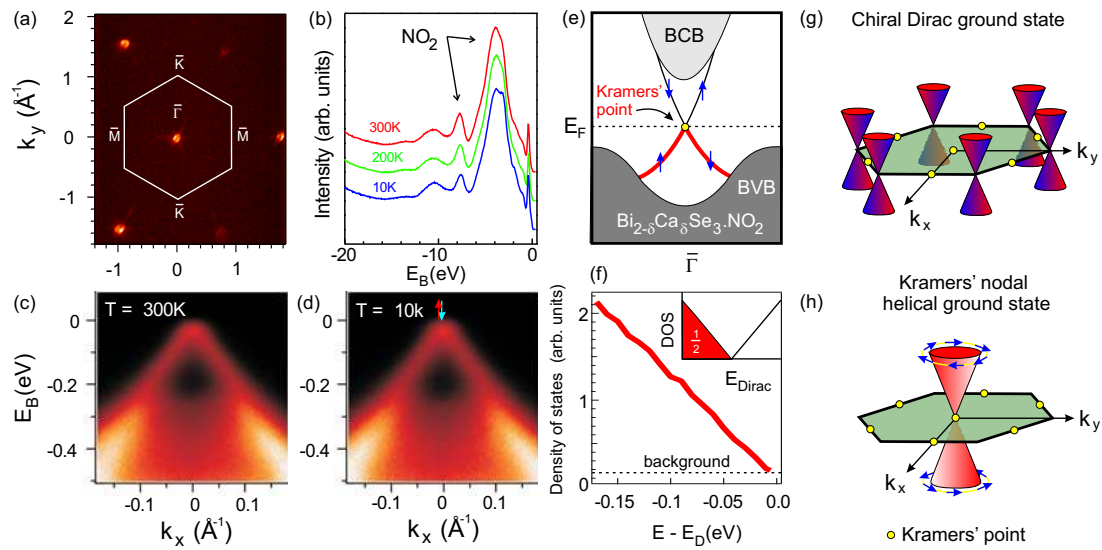 (a)
2
1
0
-1
k_y (Å⁻¹)
K̄
Γ̄
M̄
M̄
K̄
-1
0
1
(b)
NO₂
300K
200K
10K
Intensity (arb. units)
-20
-10
0
E_B(eV)
(c)
T = 300K
0
-0.2
-0.4
E_B(eV)
-0.1
0
0.1
k_x (Å⁻¹)
(d)
T = 10k
0
-0.2
-0.4
-0.1
0
0.1
k_x (Å⁻¹)
(e)
BCB
Kramers'
point
E_F
BVB
Bi₂₋δCaδSe₃.NO₂
Γ̄
(f)
Density of states (arb. units)
2
1
0
DOS
1/2
E_Dirac
background
-0.15
-0.10
-0.05
0.00
E - E_D(eV)
(g)
Chiral Dirac ground state
k_y
k_x
Kramers' nodal
(h)
helical ground state
k_y
k_x
Kramers' point